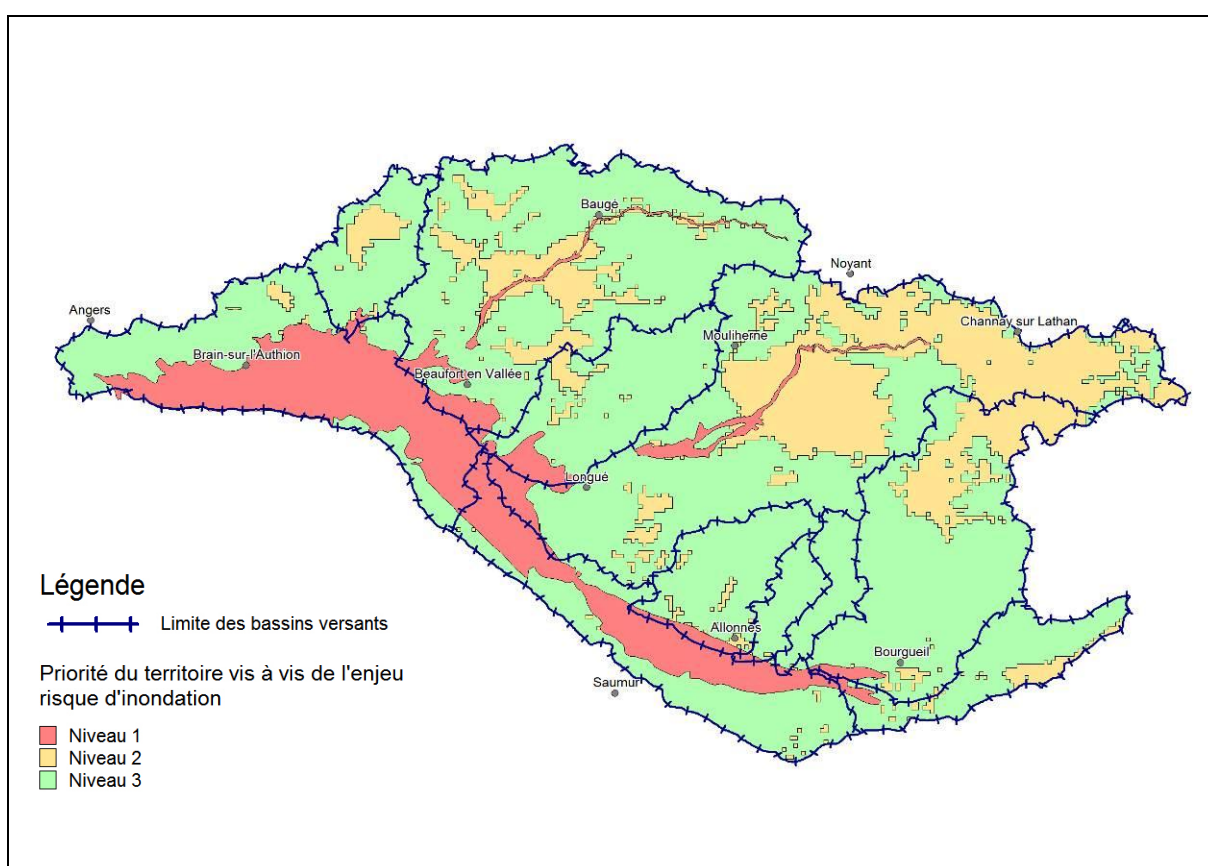 Baugé
Noyant
Angers
Channay sur Lathan
Mouliherne
Brain-sur-l'Authion
Beaufort en Vallée
Longué
Allonnes
Bourgueil
Saumur
Légende
Limite des bassins versants
Priorité du territoire vis à vis de l'enjeu
risque d'inondation
Niveau 1
Niveau 2
Niveau 3